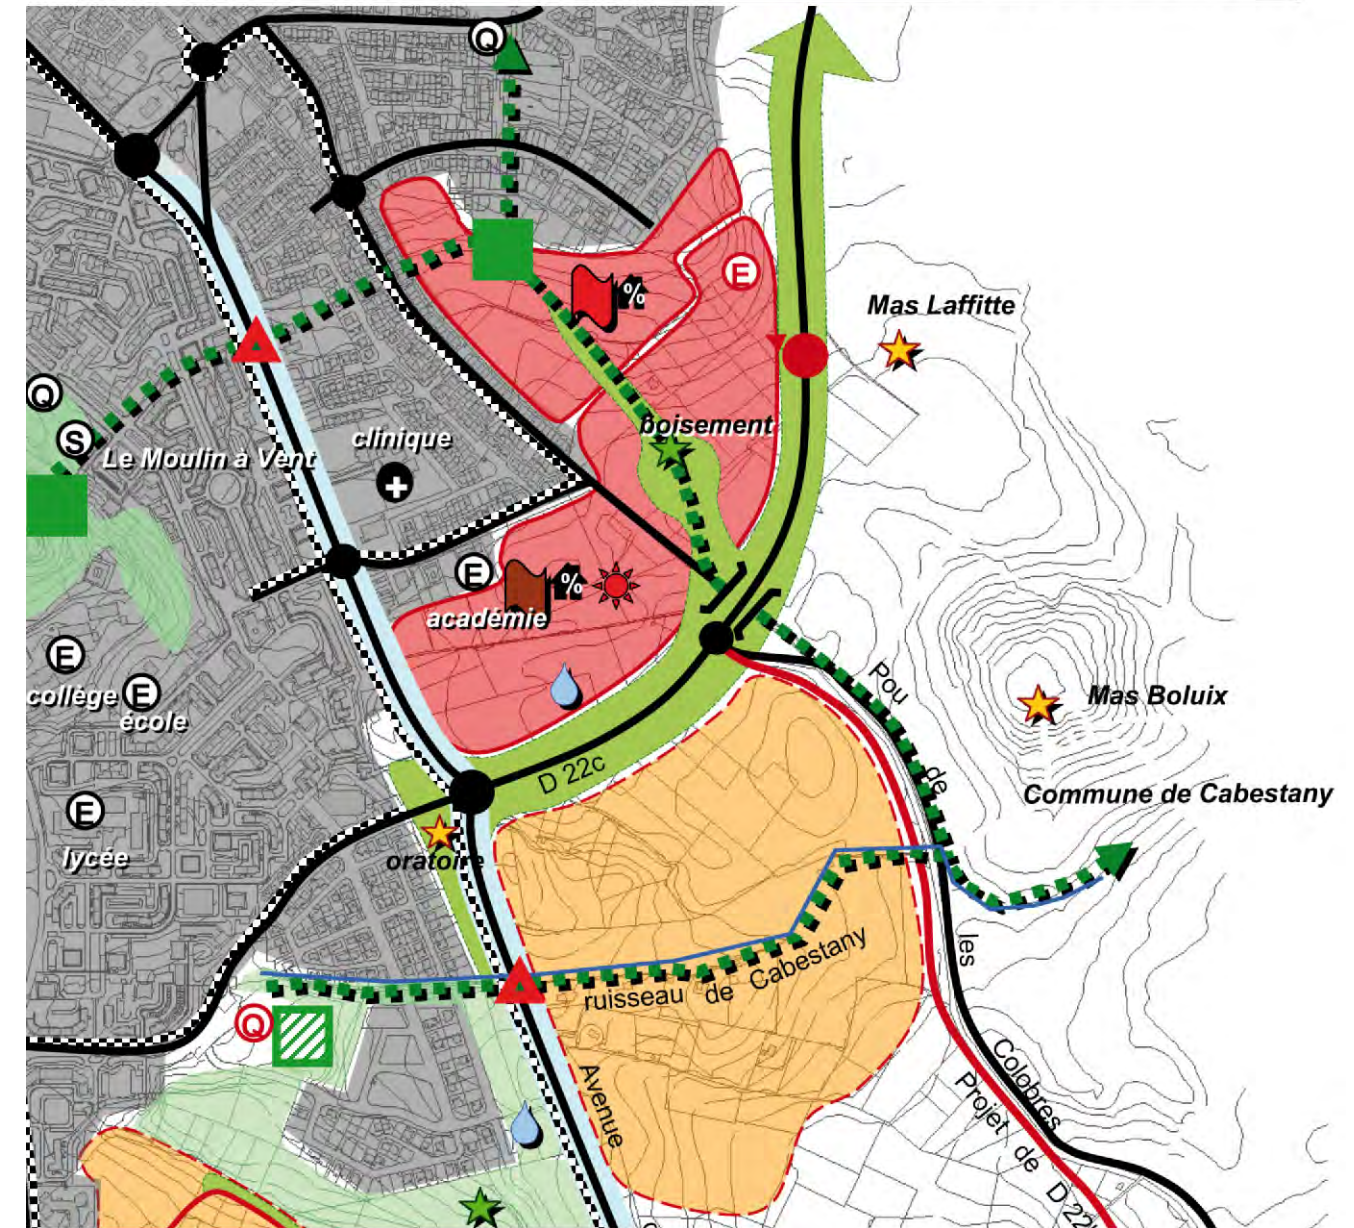 Q
E
%
Mas Laffitte
Q
boisement
S
clinique
Le Moulin à Vent
E
%
académie
E
Pou
collège
E
école
Mas Boluix
de
D 22c
Commune de Cabestany
E
oratoire
lycée
les
ruisseau de Cabestany
Q
Colobres
Avenue
Projet de D 22